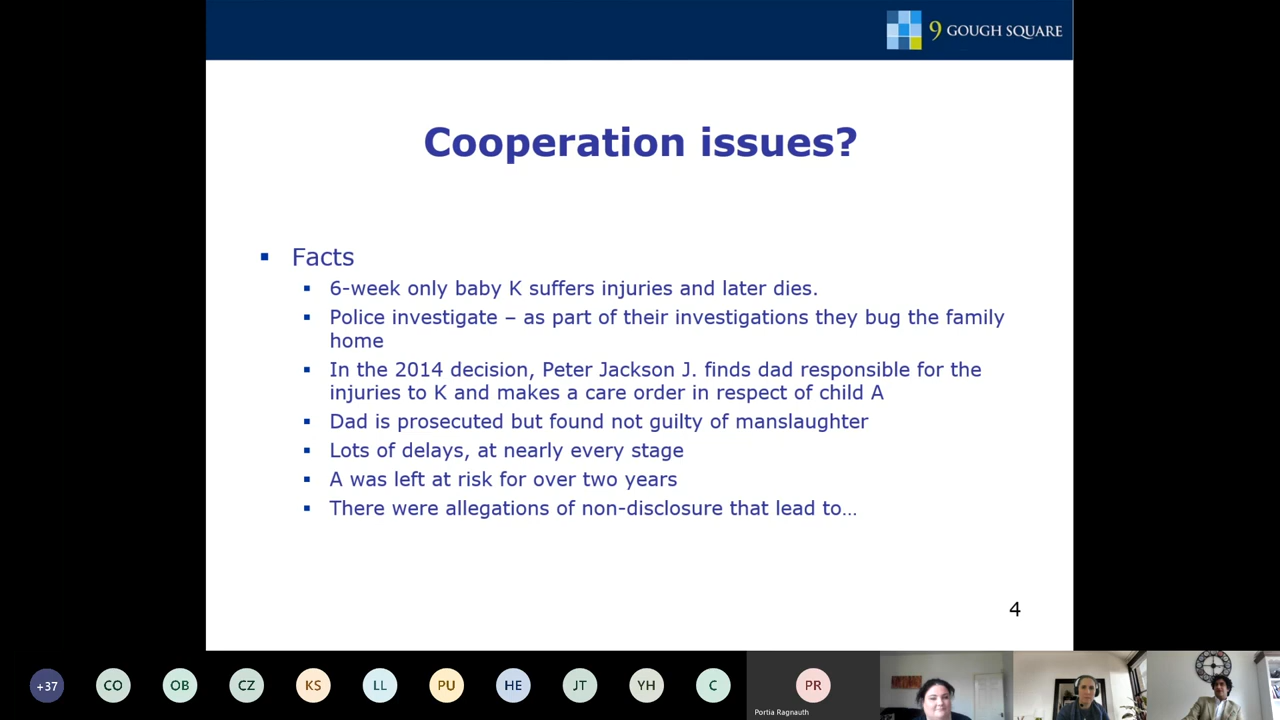 9 GOUGH SQUARE
Cooperation issues?
Facts
6-week only baby K suffers injuries and later dies.
Police investigate – as part of their investigations they bug the family
home
In the 2014 decision, Peter Jackson J. finds dad responsible for the
injuries to K and makes a care order in respect of child A
Dad is prosecuted but found not guilty of manslaughter
Lots of delays, at nearly every stage
A was left at risk for over two years
There were allegations of non-disclosure that lead to…
4
+37 CO OB CZ KS LL PU HE JT YH C PR
Portia Ragnauth